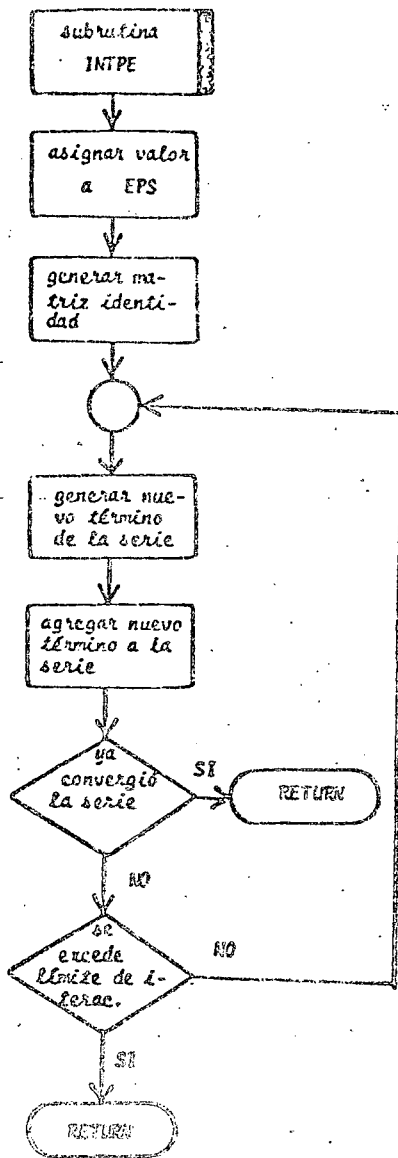 subrutina
INTPE
asignar valor
a EPS
generar ma-
triz identi-
dad
generar nue-
vo término
de la serie
agregar nuevo
término a la
serie
ya
convergió
la serie
SI
RETURN
NO
se
excede
límite de i-
terac.
NO
SI
RETURN